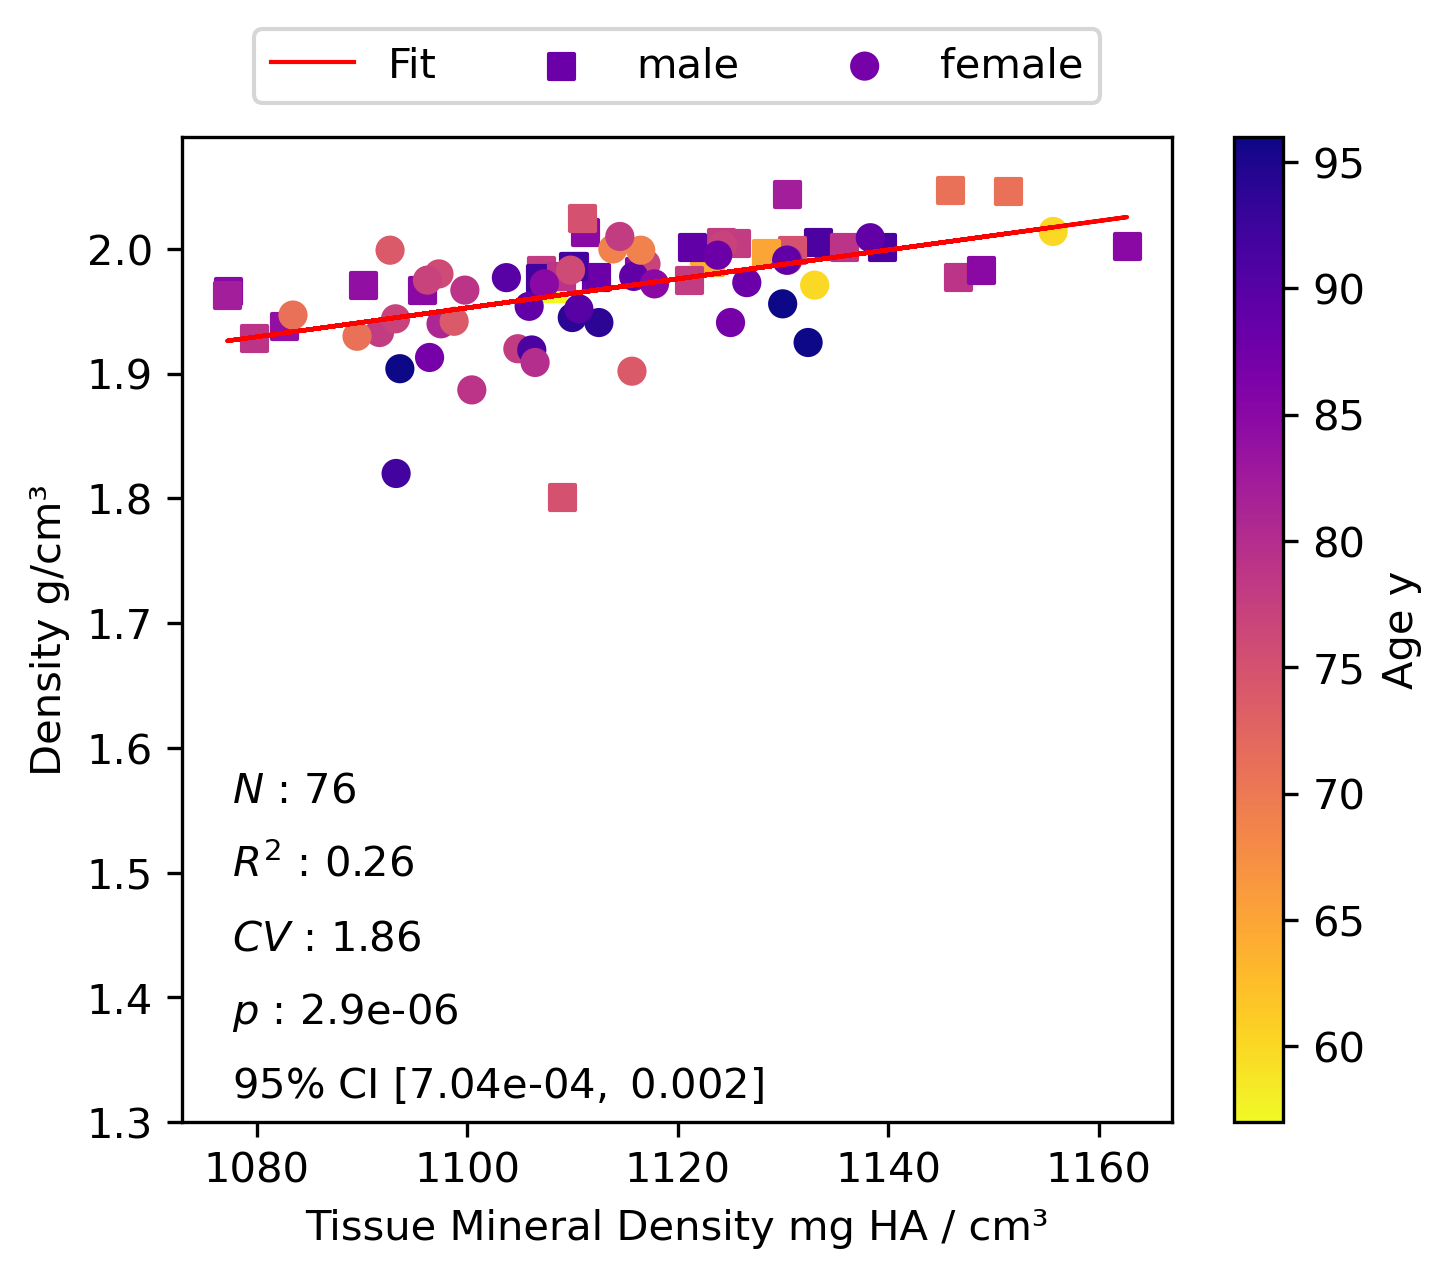 Fit male female
2.0
1.9
1.8
1.7
1.6
1.5
1.4
1.3
Density g/cm³
N : 76
R² : 0.26
CV : 1.86
p : 2.9e-06
95% CI [7.04e-04, 0.002]
1080 1100 1120 1140 1160
Tissue Mineral Density mg HA / cm³
95
90
85
80
75
70
65
60
Age y